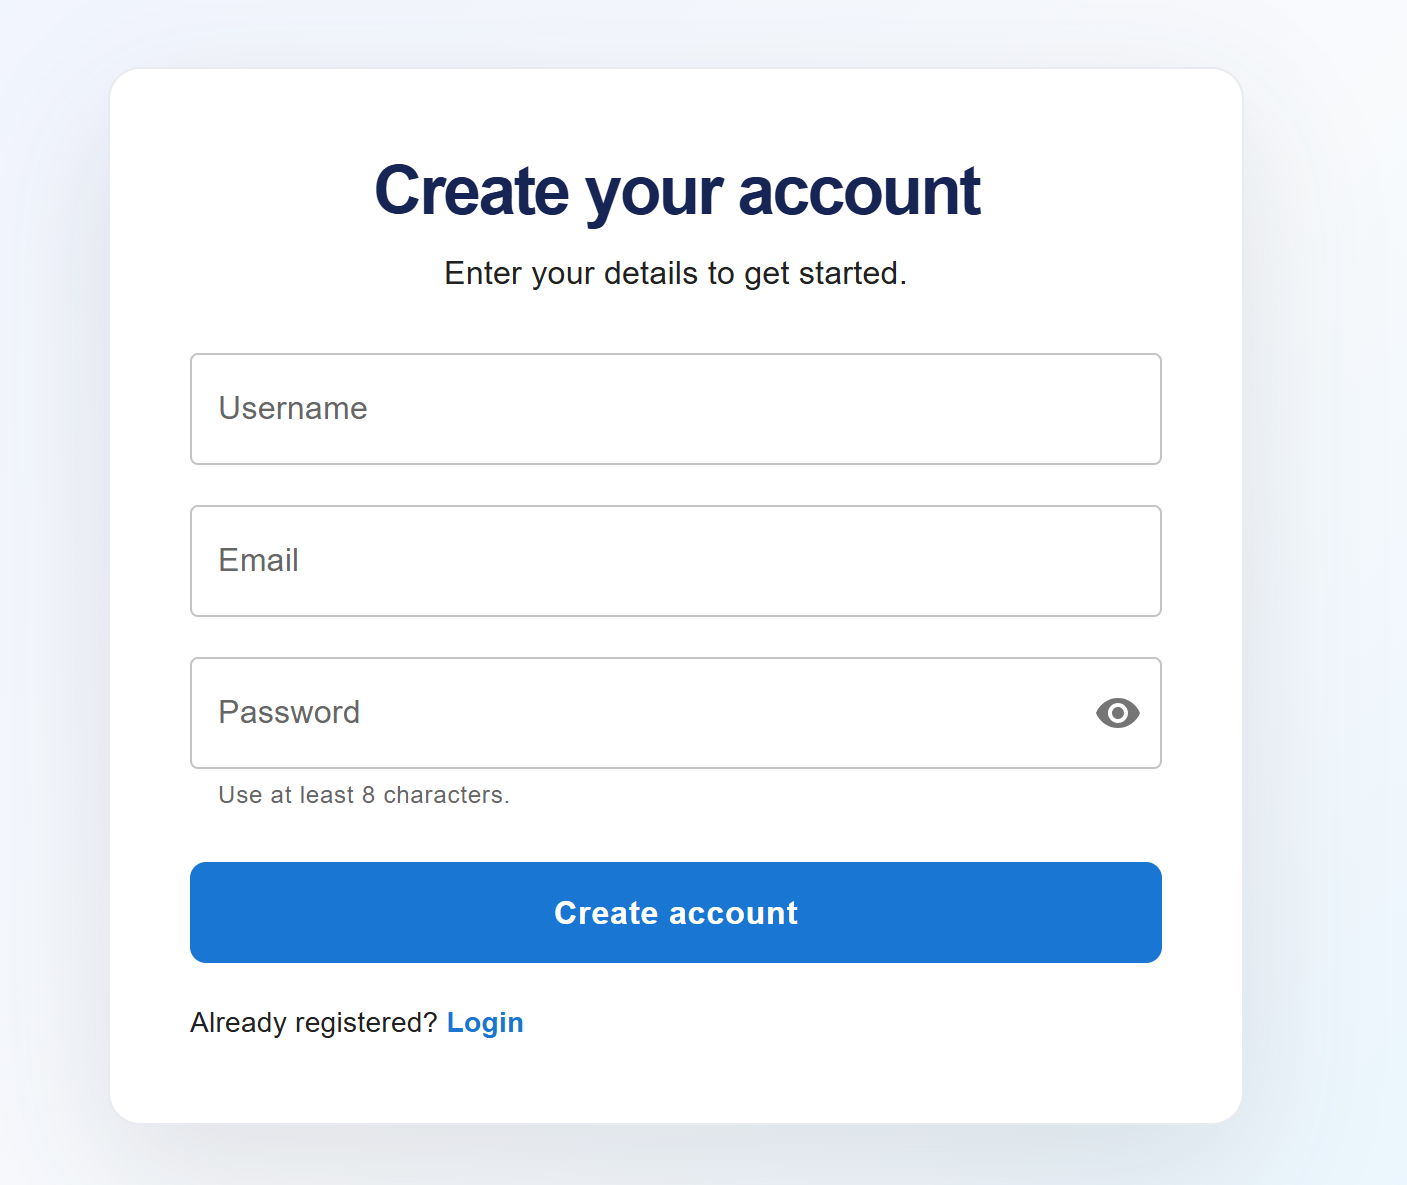 Create your account
Enter your details to get started.
Username
Email
Password
Use at least 8 characters.
Create account
Already registered? Login